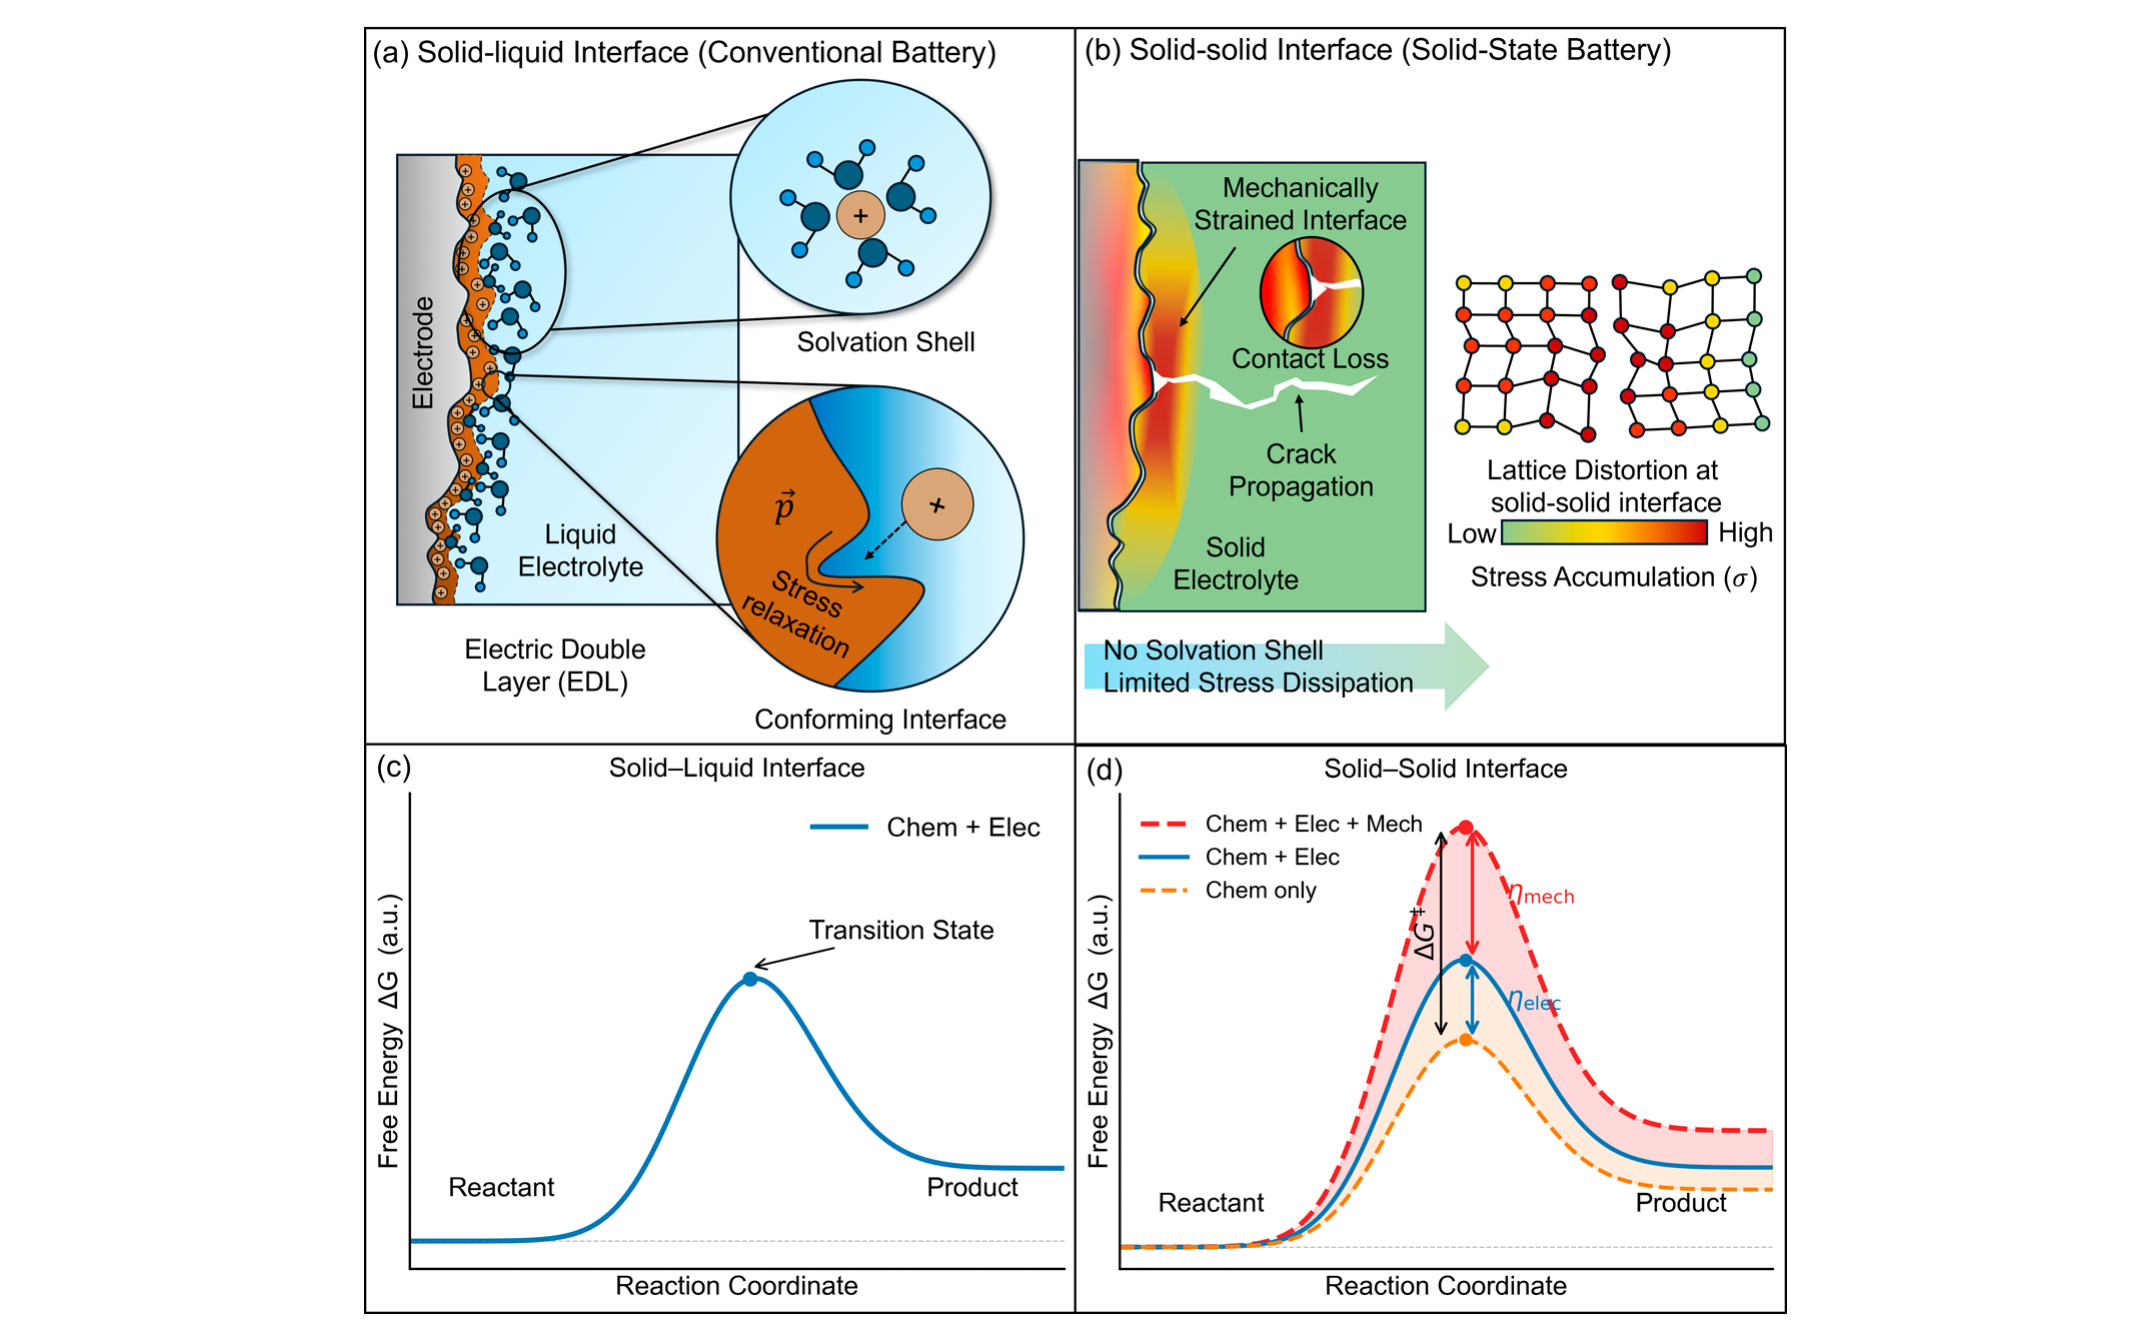 (a) Solid-liquid Interface (Conventional Battery)
Electrode
+
Solvation Shell
Liquid
Electrolyte
p⃗
+
Stress
relaxation
Electric Double
Layer (EDL)
Conforming Interface
(b) Solid-solid Interface (Solid-State Battery)
Mechanically
Strained Interface
Contact Loss
Crack
Propagation
Solid
Electrolyte
Lattice Distortion at
solid-solid interface
Low High
Stress Accumulation (σ)
No Solvation Shell
Limited Stress Dissipation
(c) Solid–Liquid Interface
Chem + Elec
Transition State
Free Energy ΔG (a.u.)
Reactant
Product
Reaction Coordinate
(d) Solid–Solid Interface
Chem + Elec + Mech
Chem + Elec
Chem only
ΔG‡
ηmech
ηelec
Free Energy ΔG (a.u.)
Reactant
Product
Reaction Coordinate